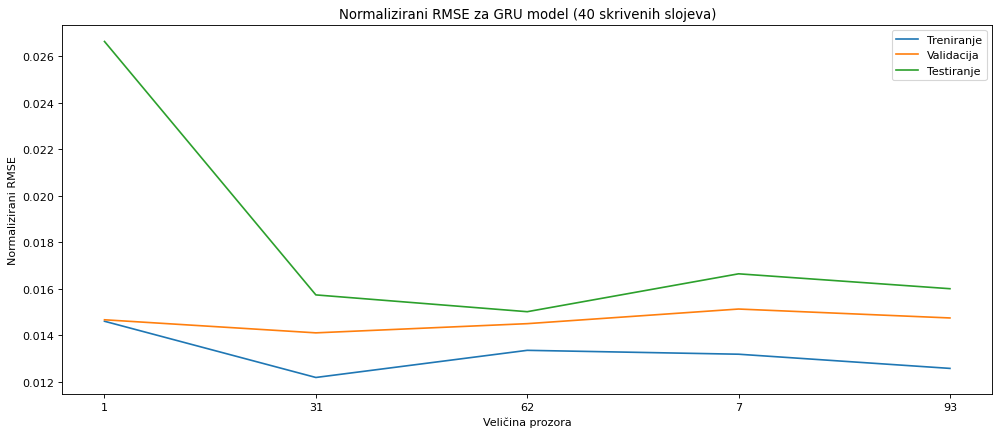 Normalizirani RMSE za GRU model (40 skrivenih slojeva)
Treniranje
Validacija
Testiranje
Normalizirani RMSE
0.026
0.024
0.022
0.020
0.018
0.016
0.014
0.012
1
31
62
7
93
Veličina prozora